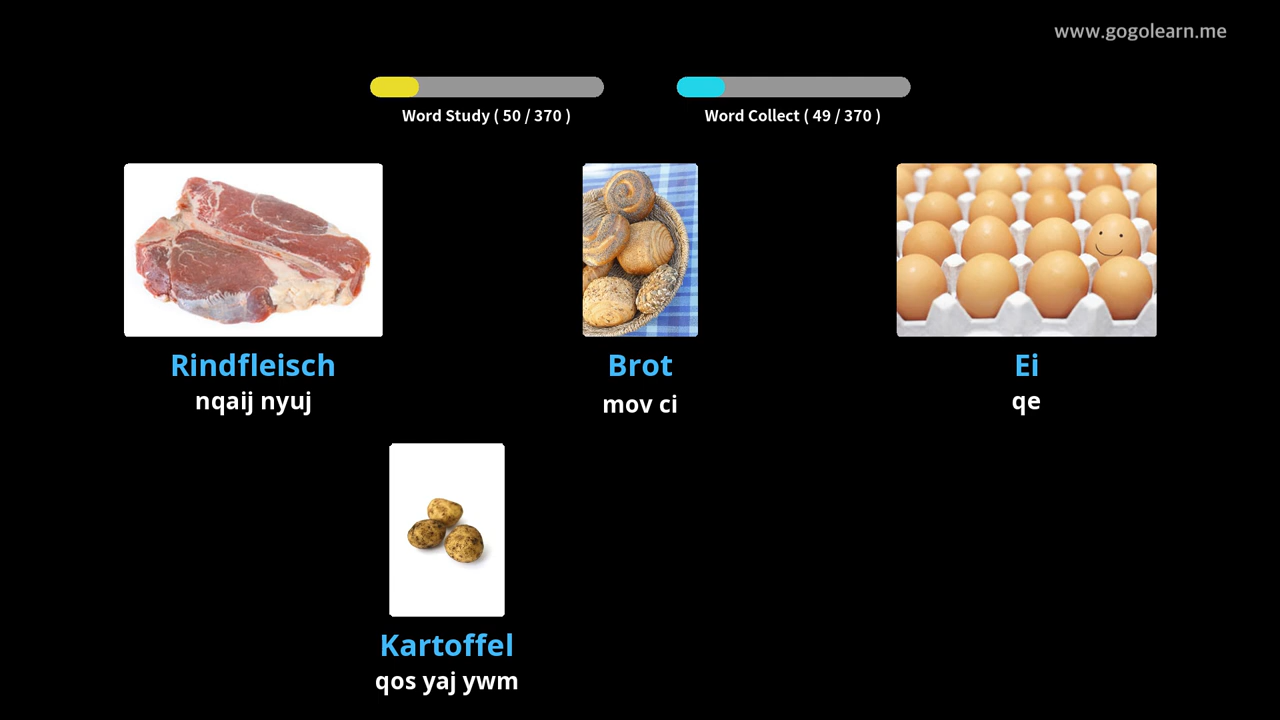 www.gogolearn.me
Word Study ( 50 / 370 )
Word Collect ( 49 / 370 )
Rindfleisch
nqaij nyuj
Brot
mov ci
Ei
qe
Kartoffel
qos yaj ywm